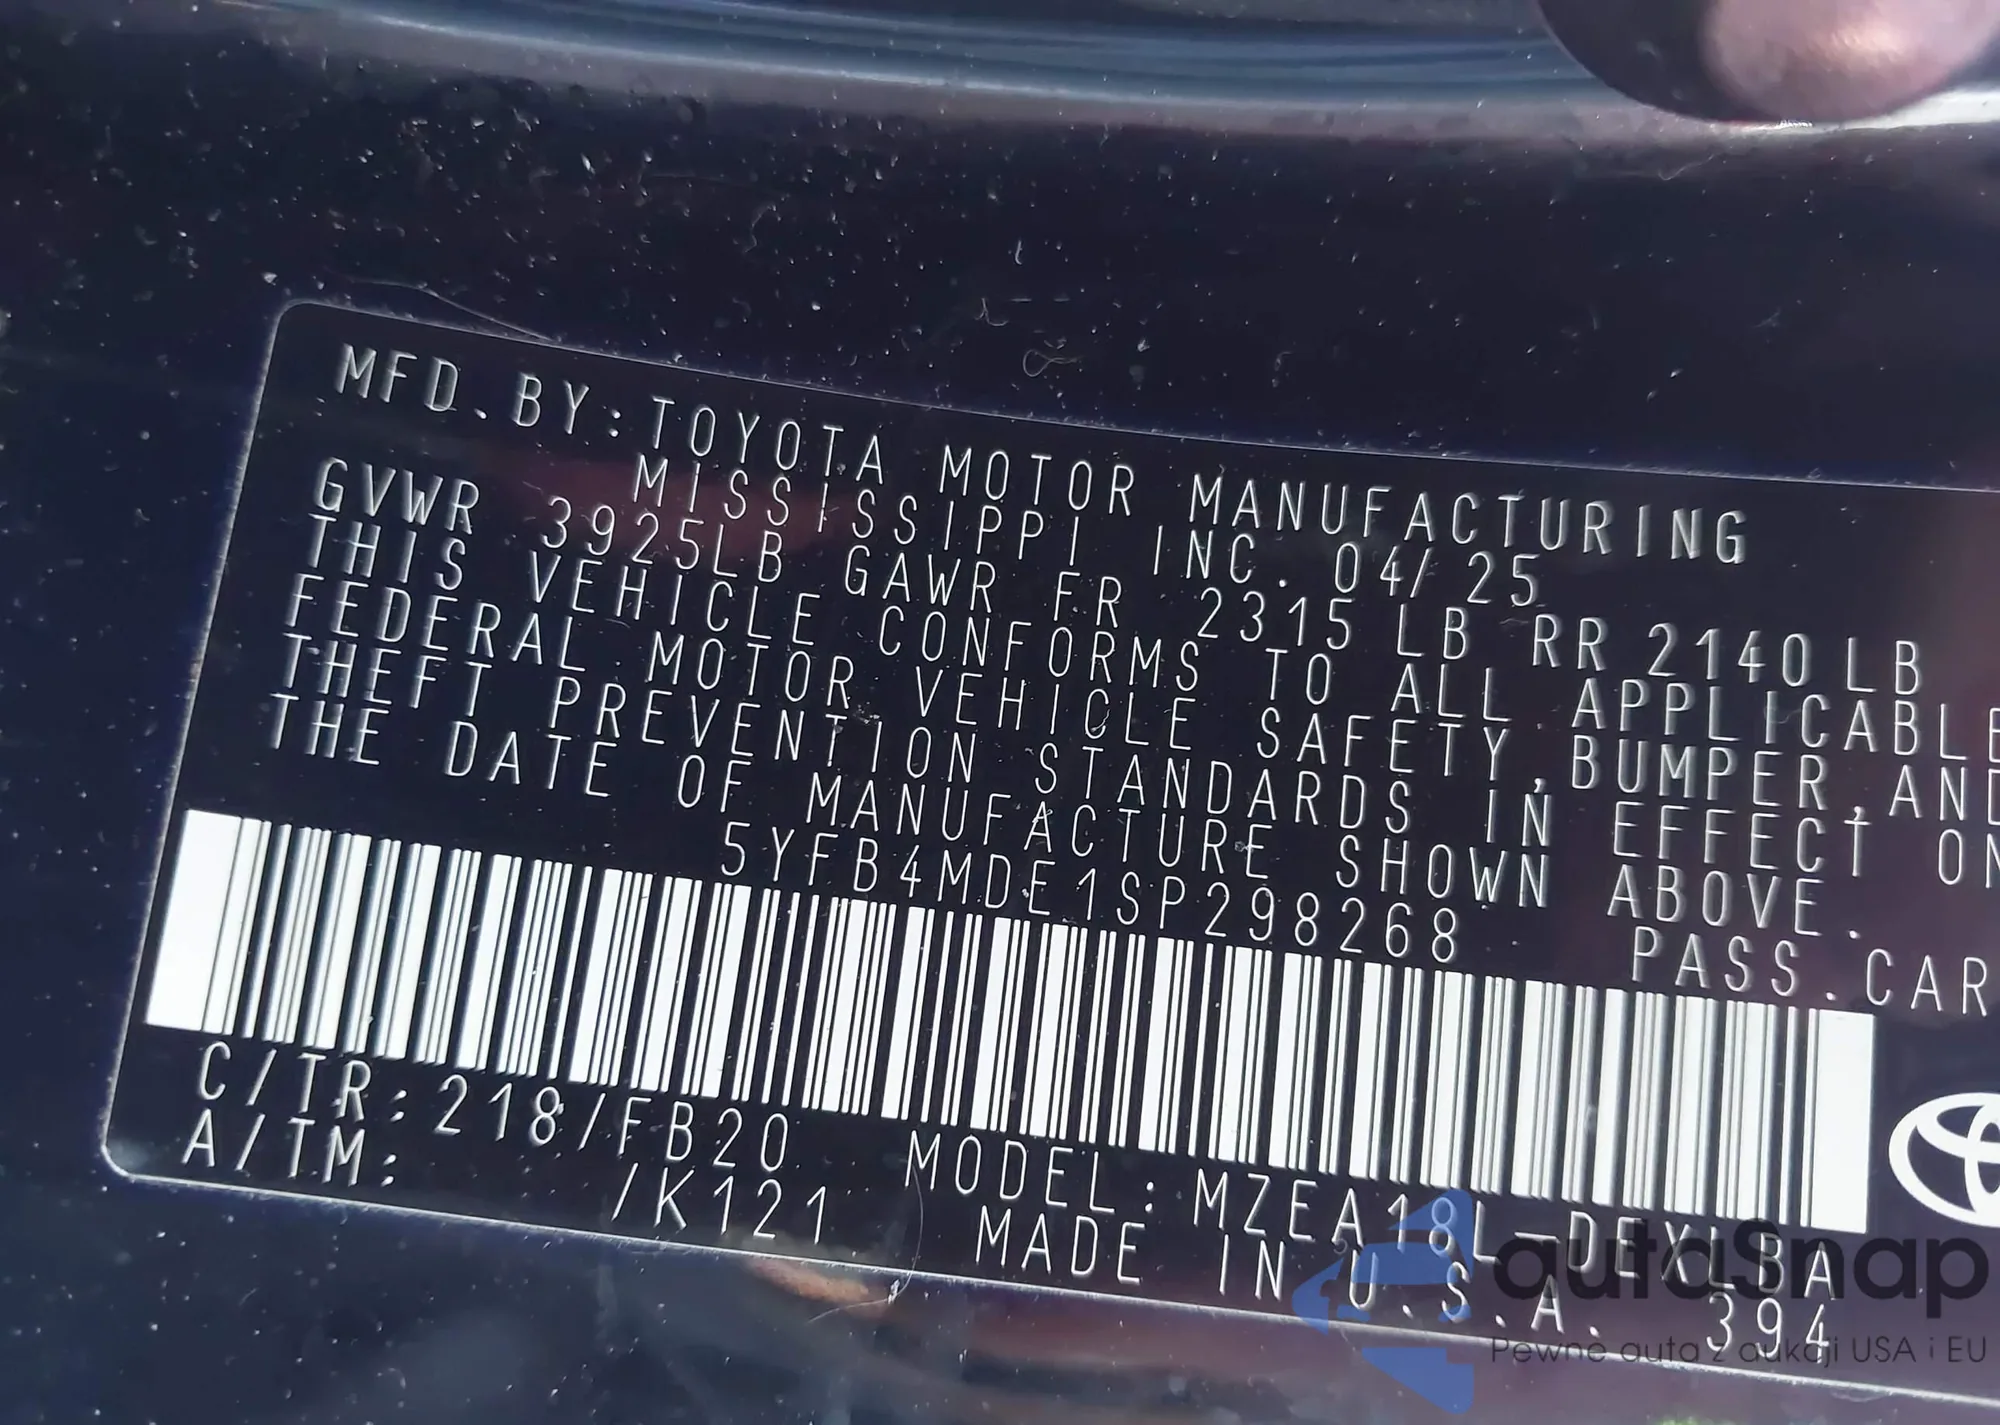 MFD.BY:TOYOTA MOTOR MANUFACTURING
MISSISSIPPI INC. 04/25
GVWR 3925LB GAWR FR 2315LB RR 2140LB
THIS VEHICLE CONFORMS TO ALL APPLICABLE
FEDERAL MOTOR VEHICLE SAFETY,BUMPER,AND
THEFT PREVENTION STANDARDS IN EFFECT ON
THE DATE OF MANUFACTURE SHOWN ABOVE.
5YFB4MDE1SP298268 PASS.CAR
C/TR:218/FB20 MODEL:MZEA18L-DEXLBA
A/TM: /K121 MADE IN U.S.A. 394
autaSnap
Pewne auta z aukcji USA i EU